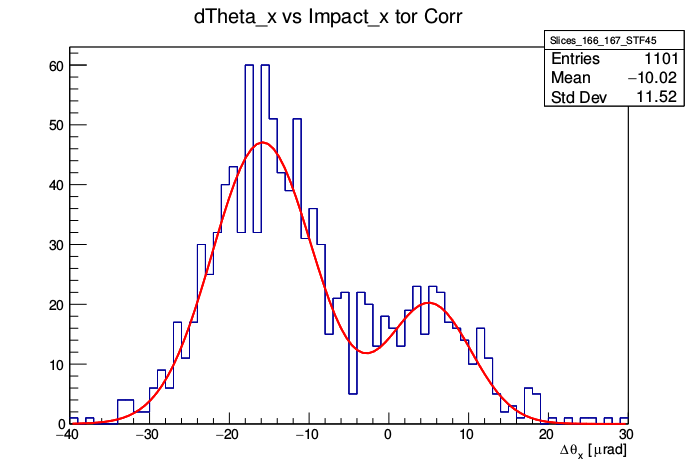 dTheta_x vs Impact_x tor Corr
Slices_166_167_STF45
Entries 1101
Mean −10.02
Std Dev 11.52
60
50
40
30
20
10
0
−40 −30 −20 −10 0 10 20 30
Δθx [μrad]